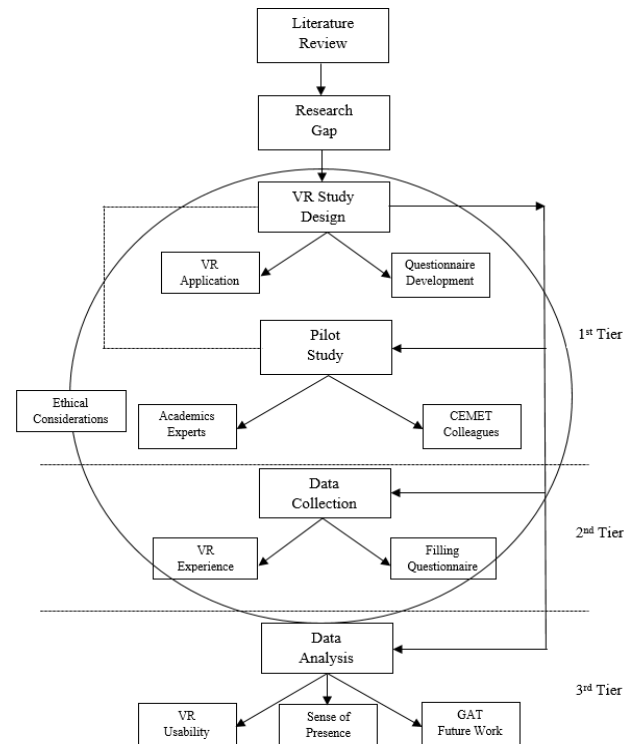 Literature
Review
Research
Gap
VR Study
Design
VR
Application
Questionnaire
Development
1st Tier
Pilot
Study
Ethical
Considerations
Academics
Experts
CEMET
Colleagues
Data
Collection
2nd Tier
VR
Experience
Filling
Questionnaire
Data
Analysis
3rd Tier
VR
Usability
Sense of
Presence
GAT
Future Work